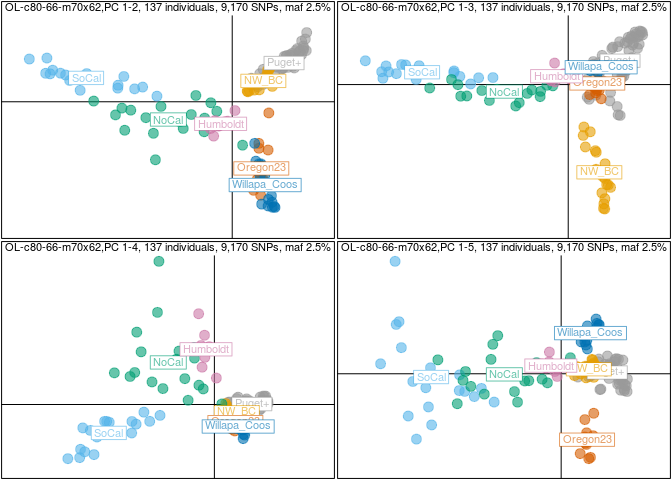 OL-c80-66-m70x62,PC 1-2, 137 individuals, 9,170 SNPs, maf 2.5%
SoCal
Puget+
NW_BC
NoCal
Humboldt
Oregon23
Willapa_Coos
OL-c80-66-m70x62,PC 1-3, 137 individuals, 9,170 SNPs, maf 2.5%
Willapa_Coos
SoCal
Humboldt
Oregon23
NoCal
NW_BC
OL-c80-66-m70x62,PC 1-4, 137 individuals, 9,170 SNPs, maf 2.5%
Humboldt
NoCal
Puget+
NW_BC
Willapa_Coos
SoCal
OL-c80-66-m70x62,PC 1-5, 137 individuals, 9,170 SNPs, maf 2.5%
Willapa_Coos
Humboldt
NoCal
SoCal
Oregon23